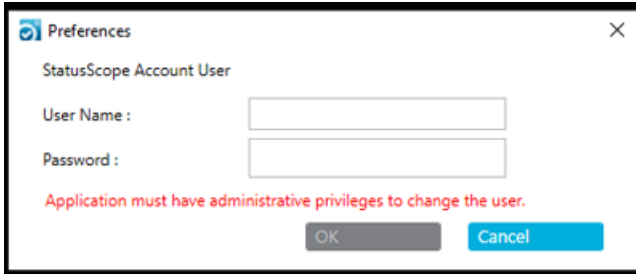 Preferences
StatusScope Account User
User Name :
Password :
Application must have administrative privileges to change the user.
OK
Cancel